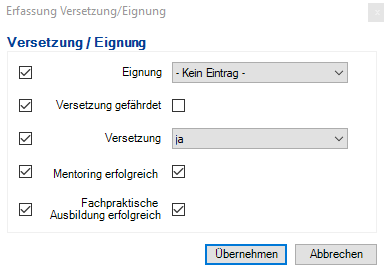 Erfassung Versetzung/Eignung
Versetzung / Eignung
Eignung - Kein Eintrag -
Versetzung gefährdet
Versetzung ja
Mentoring erfolgreich
Fachpraktische
Ausbildung erfolgreich
Übernehmen Abbrechen